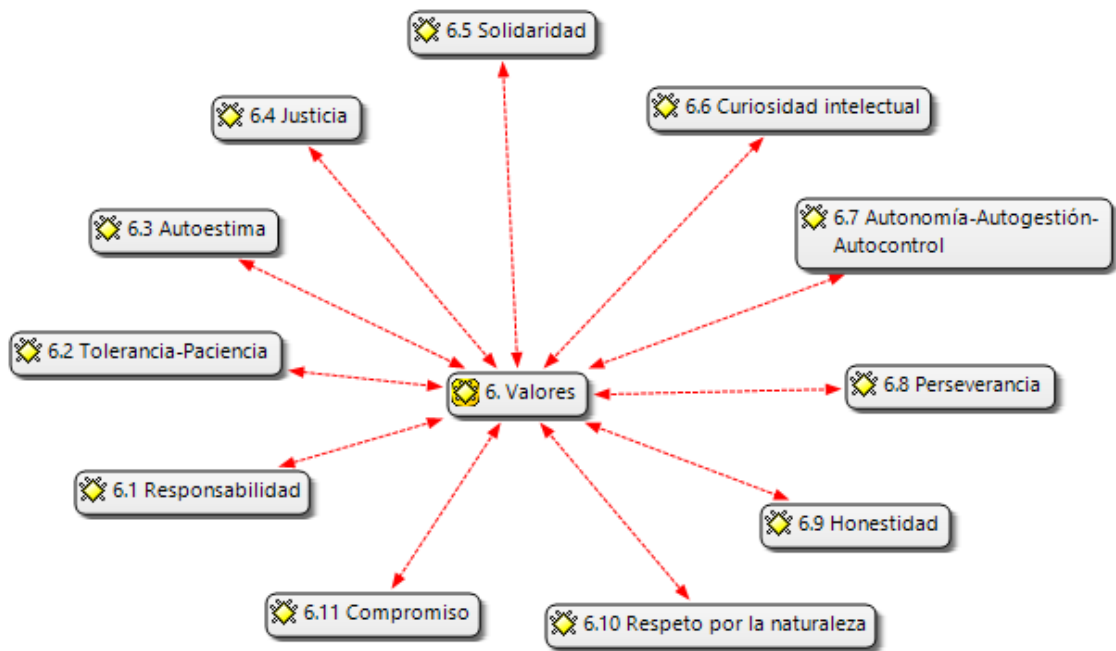 6.5 Solidaridad
6.4 Justicia
6.6 Curiosidad intelectual
6.3 Autoestima
6.7 Autonomía-Autogestión-
Autocontrol
6.2 Tolerancia-Paciencia
6. Valores
6.8 Perseverancia
6.1 Responsabilidad
6.9 Honestidad
6.11 Compromiso
6.10 Respeto por la naturaleza